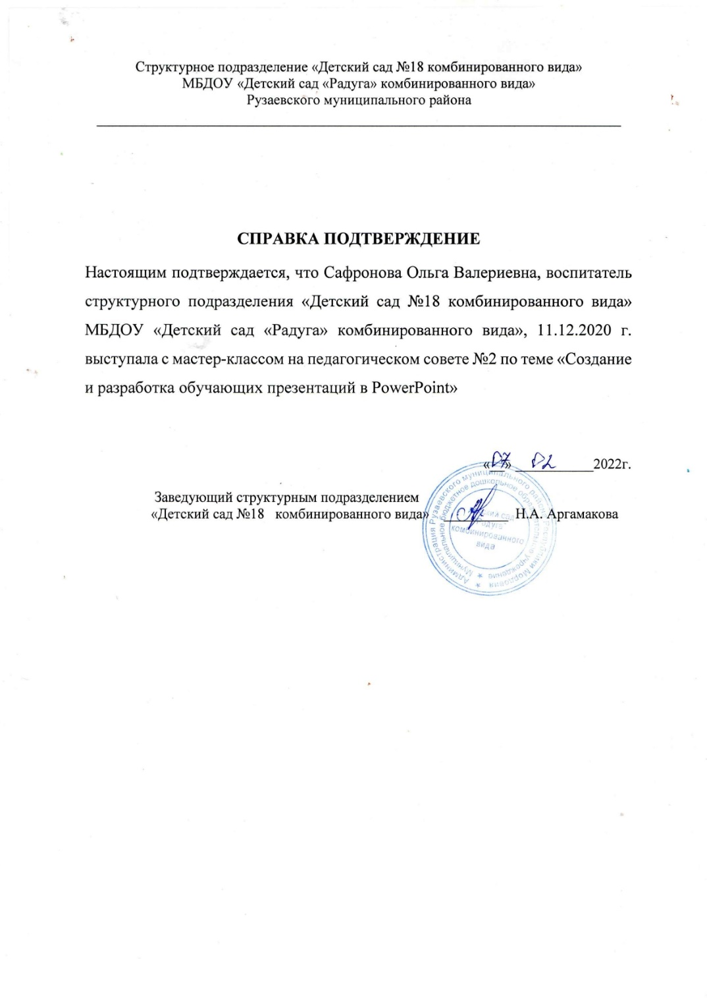 Структурное подразделение «Детский сад №18 комбинированного вида»
МБДОУ «Детский сад «Радуга» комбинированного вида»
Рузаевского муниципального района
СПРАВКА ПОДТВЕРЖДЕНИЕ
Настоящим подтверждается, что Сафронова Ольга Валериевна, воспитатель
структурного подразделения «Детский сад №18 комбинированного вида»
МБДОУ «Детский сад «Радуга» комбинированного вида», 11.12.2020 г.
выступала с мастер-классом на педагогическом совете №2 по теме «Создание
и разработка обучающих презентаций в PowerPoint»
«07» 02 2022г.
Заведующий структурным подразделением
«Детский сад №18 комбинированного вида» Н.А. Аргамакова
Администрация Рузаевского муниципального района Республики Мордовия
Муниципальное бюджетное дошкольное образовательное учреждение
сад
"Радуга"
комбинированного
вида